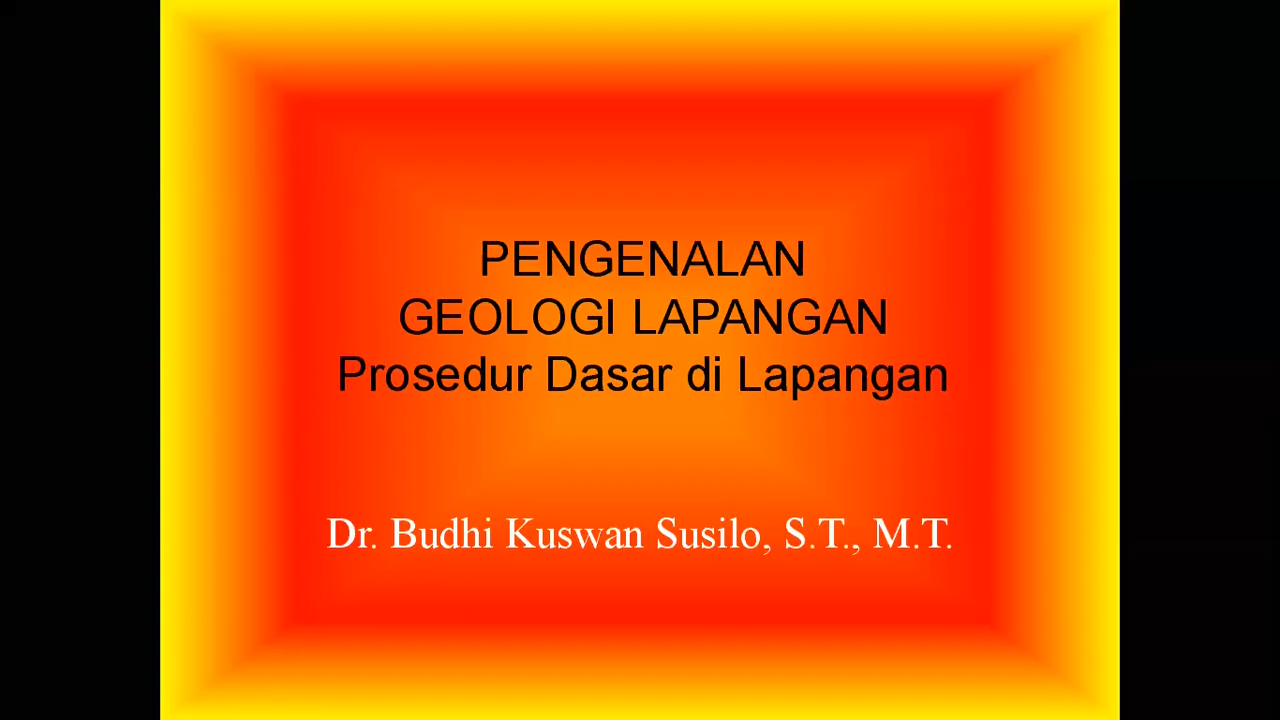 PENGENALAN
GEOLOGI LAPANGAN
Prosedur Dasar di Lapangan
Dr. Budhi Kuswan Susilo, S.T., M.T.